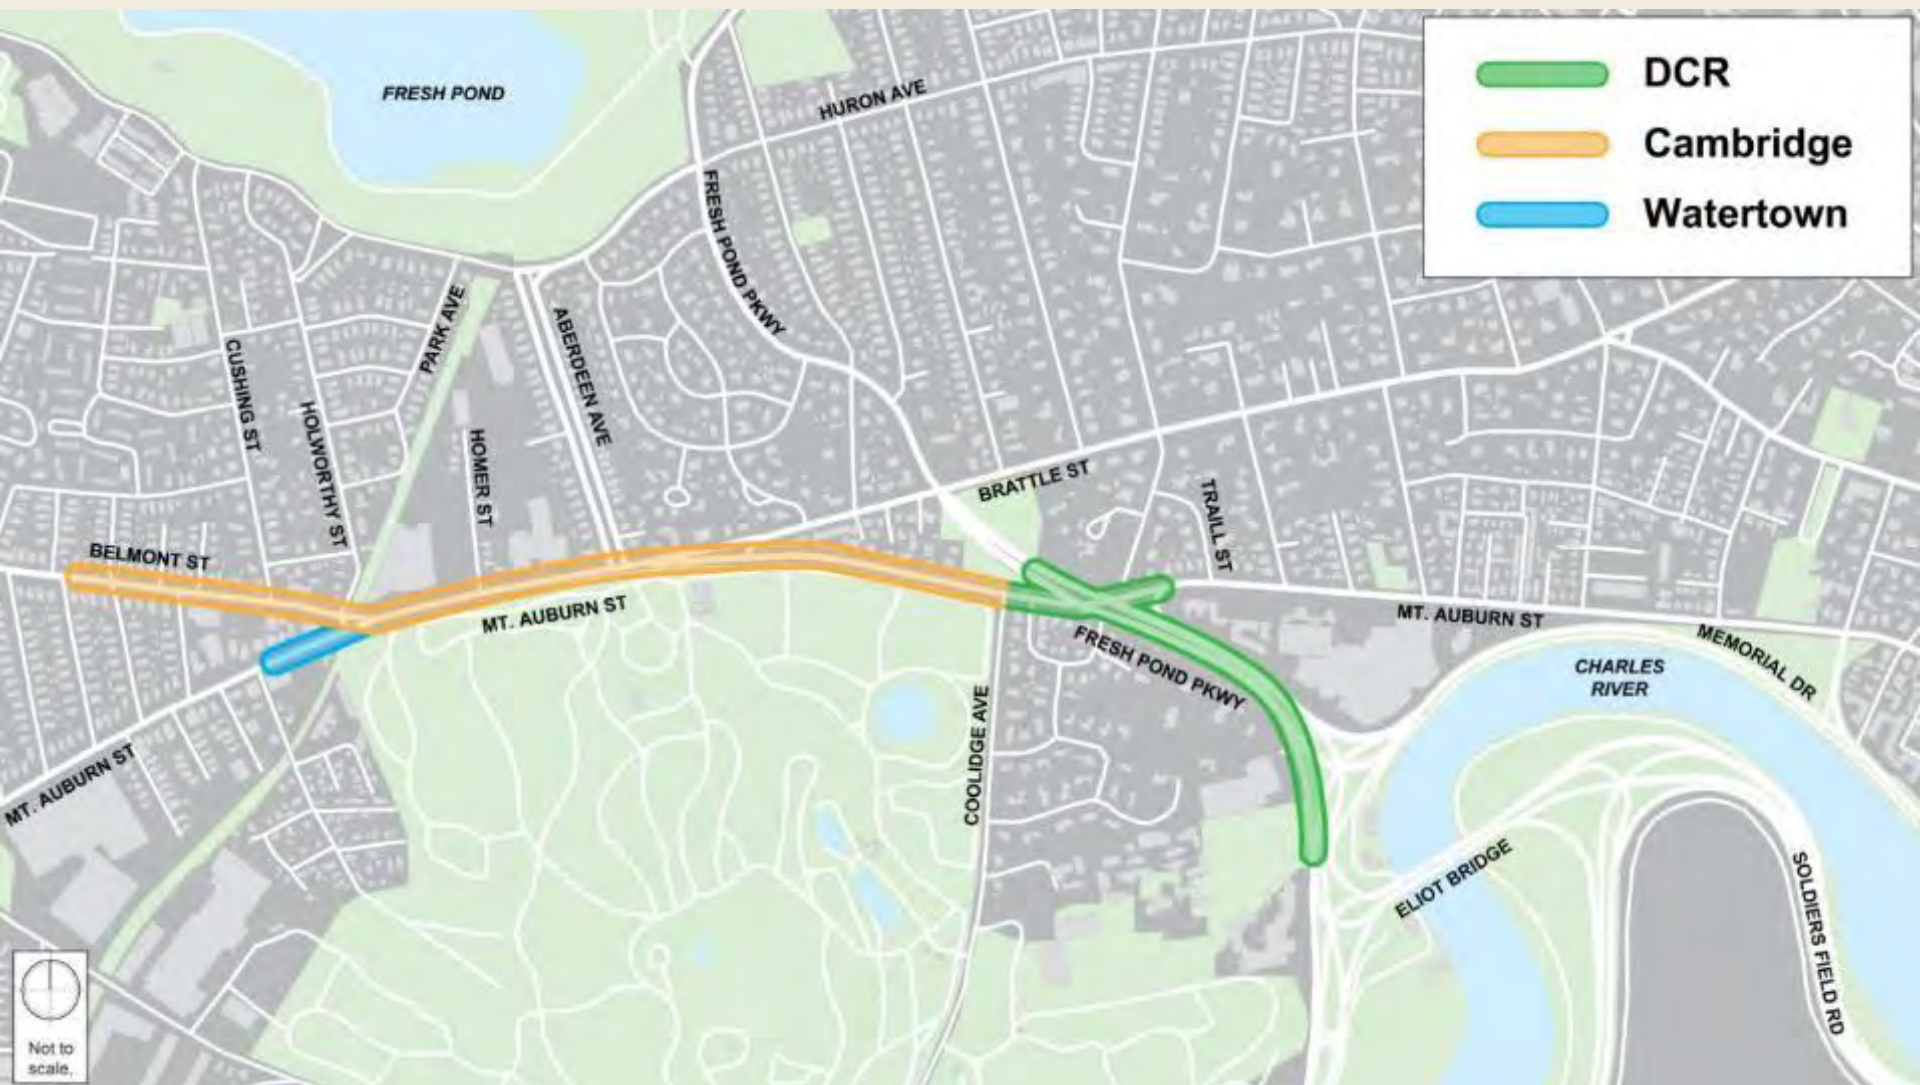 FRESH POND
HURON AVE
DCR
Cambridge
Watertown
FRESH POND PKWY
PARK AVE
ABERDEEN AVE
CUSHING ST
HOLWORTHY ST
HOMER ST
BRATTLE ST
TRAILL ST
BELMONT ST
MT. AUBURN ST
MT. AUBURN ST
FRESH POND PKWY
MEMORIAL DR
CHARLES
RIVER
COOLIDGE AVE
MT. AUBURN ST
ELIOT BRIDGE
SOLDIERS FIELD RD
Not to
scale.